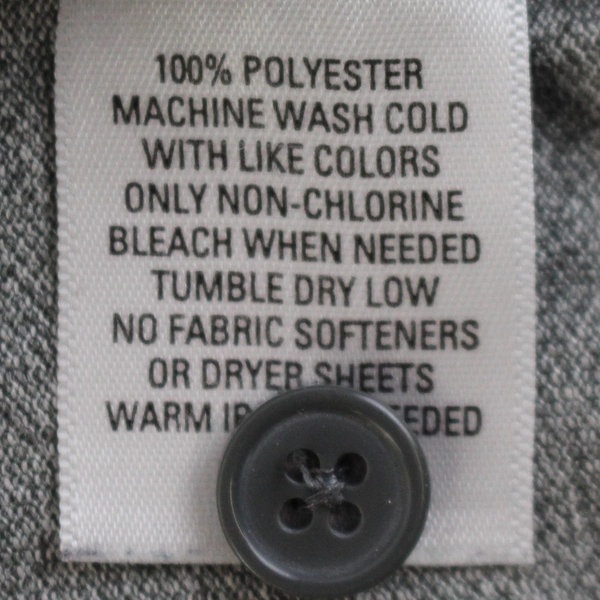 100% POLYESTER
MACHINE WASH COLD
WITH LIKE COLORS
ONLY NON-CHLORINE
BLEACH WHEN NEEDED
TUMBLE DRY LOW
NO FABRIC SOFTENERS
OR DRYER SHEETS
WARM